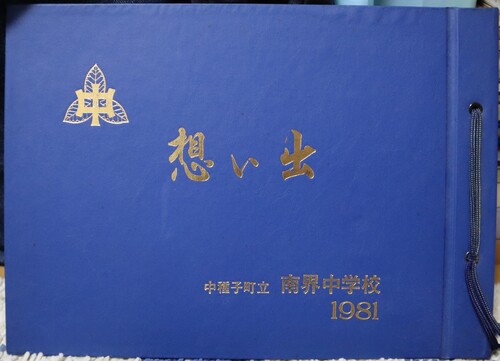 中
想い出
中種子町立 南界中学校
1981